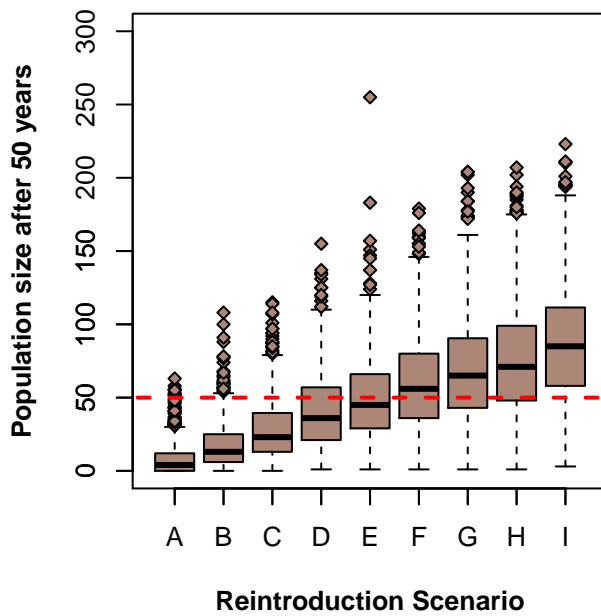 Population size after 50 years
300
250
200
150
100
50
0
A B C D E F G H I
Reintroduction Scenario